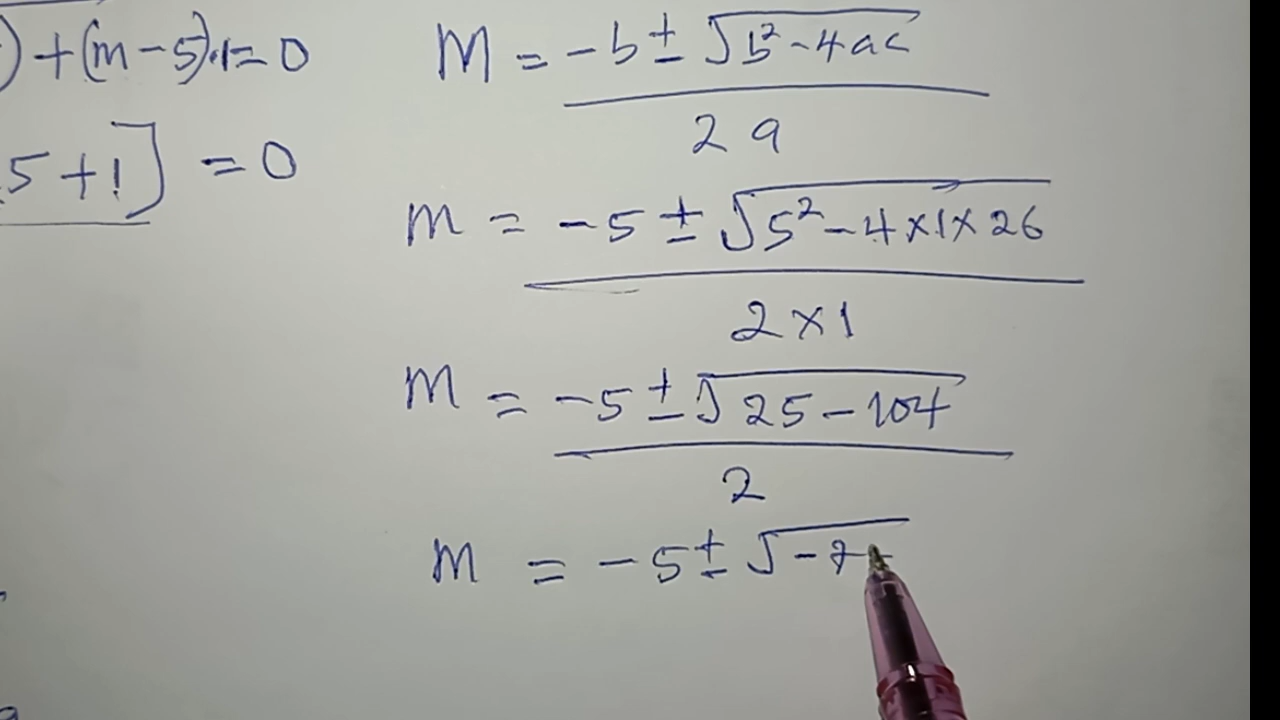 ) + (m - 5).1 = 0
5 + 1] = 0
M = (-b ± √(b² - 4ac)) / 2a
m = (-5 ± √(5² - 4×1×26)) / 2×1
M = (-5 ± √(25 - 104)) / 2
m = -5 ± √(-7